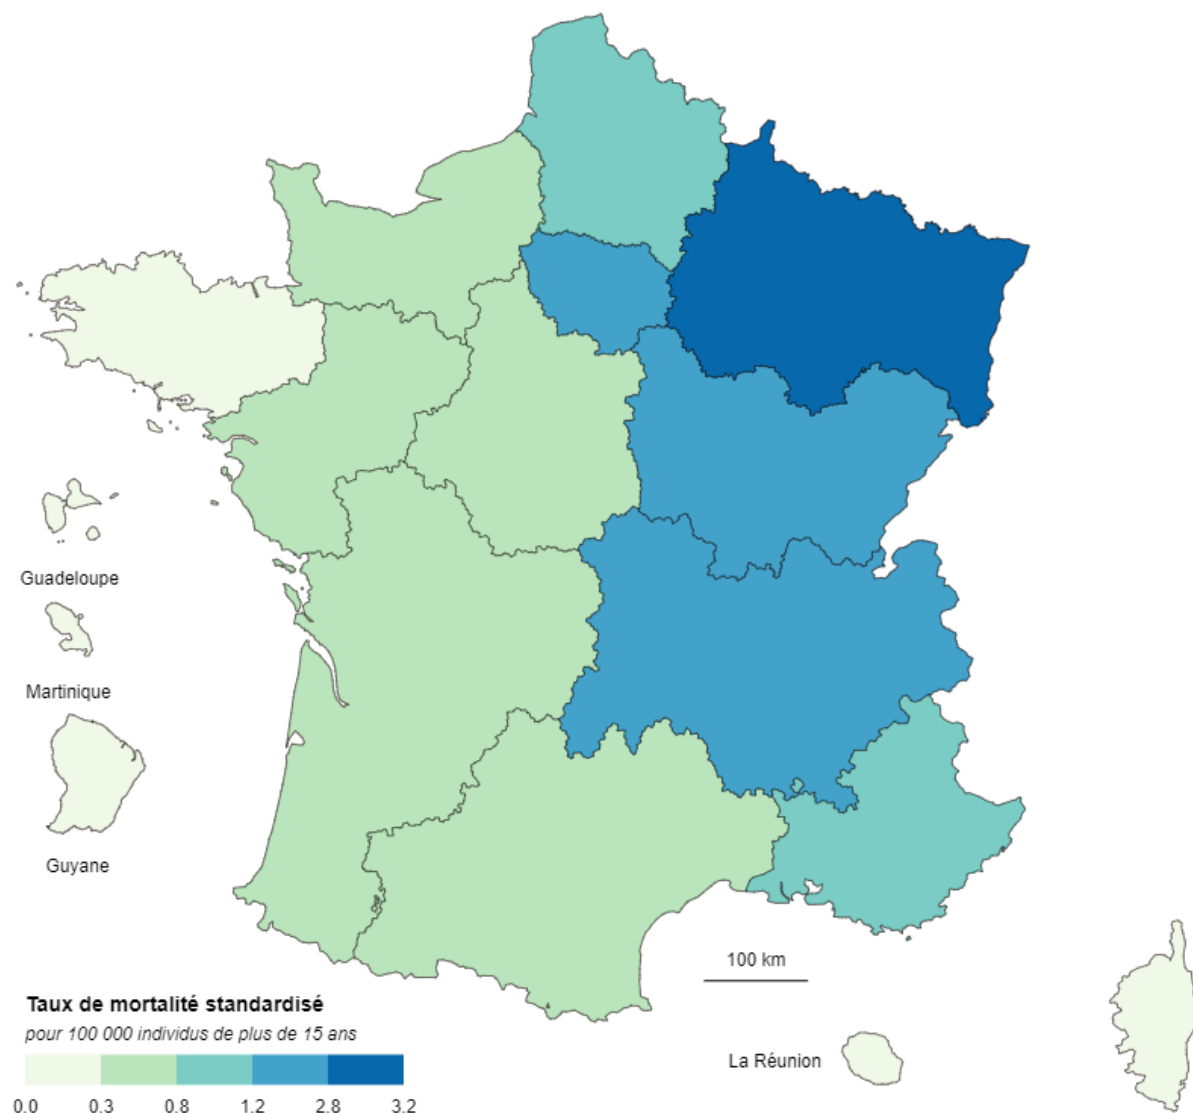 Guadeloupe
Martinique
Guyane
100 km
La Réunion
Taux de mortalité standardisé
pour 100 000 individus de plus de 15 ans
0.0 0.3 0.8 1.2 2.8 3.2